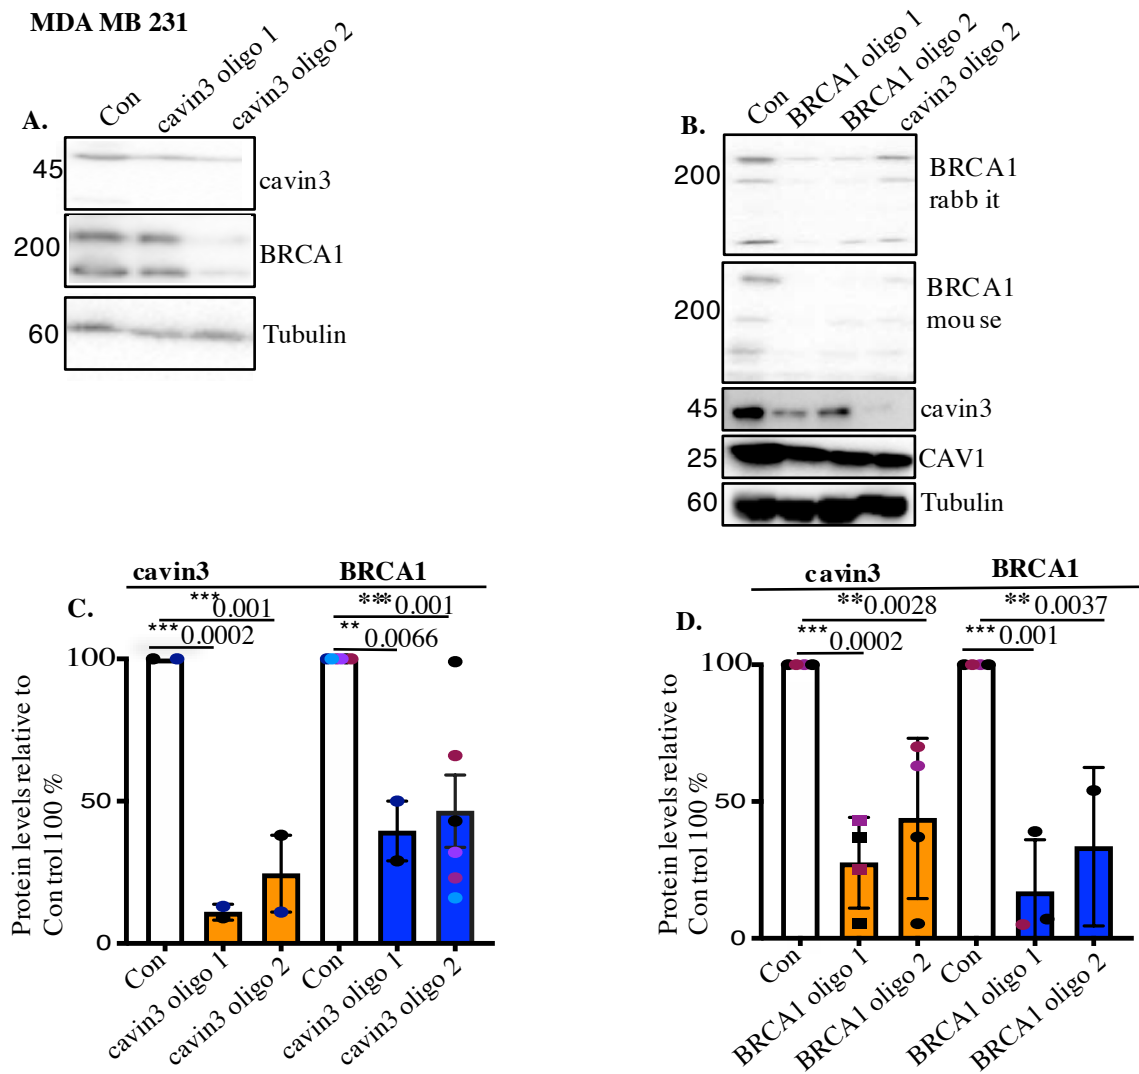 MDA MB 231
A.
Con
cavin3 oligo 1
cavin3 oligo 2
45
cavin3
200
BRCA1
60
Tubulin
B.
Con
BRCA1 oligo 1
BRCA1 oligo 2
cavin3 oligo 2
200
BRCA1
rabb it
200
BRCA1
mou se
45
cavin3
25
CAV1
60
Tubulin
C.
cavin3
BRCA1
***
0.001
***
0.0002
***
0.001
**
0.0066
Protein levels relative to
Con trol 100 %
100
50
0
Con
cavin3 oligo 1
cavin3 oligo 2
Con
cavin3 oligo 1
cavin3 oligo 2
D.
cavin3
BRCA1
**0.0028
***0.0002
** 0.0037
***0.001
Protein levels relative to
Con trol 100 %
100
50
0
Con
BRCA1 oligo 1
BRCA1 oligo 2
Con
BRCA1 oligo 1
BRCA1 oligo 2